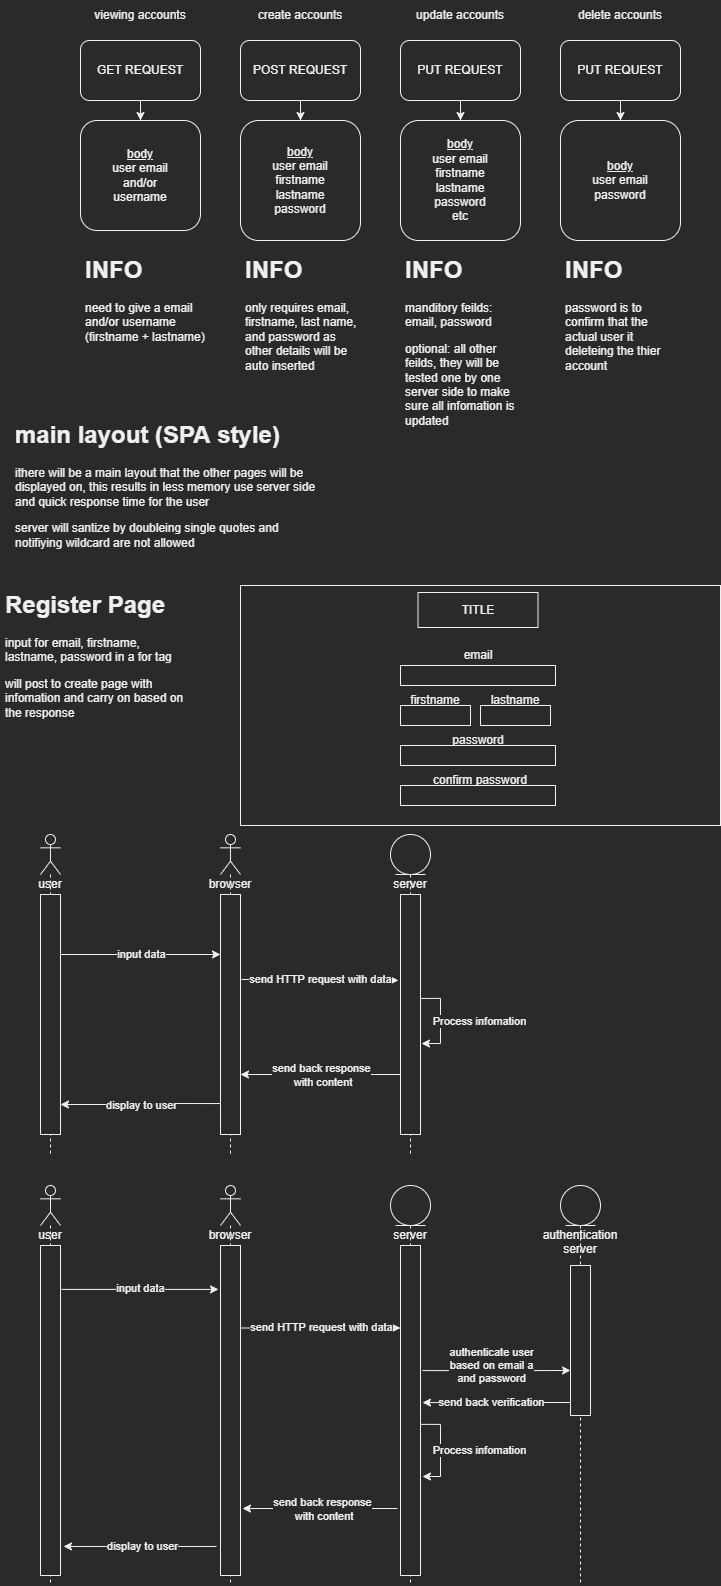 viewing accounts
create accounts
update accounts
delete accounts
GET REQUEST
POST REQUEST
PUT REQUEST
PUT REQUEST
body
user email
and/or
username
body
user email
firstname
lastname
password
body
user email
firstname
lastname
password
etc
body
user email
password
INFO
need to give a email
and/or username
(firstname + lastname)
INFO
only requires email,
firstname, last name,
and password as
other details will be
auto inserted
INFO
manditory feilds:
email, password
optional: all other
feilds, they will be
tested one by one
server side to make
sure all infomation is
updated
INFO
password is to
confirm that the
actual user it
deleteing the thier
account
main layout (SPA style)
ithere will be a main layout that the other pages will be
displayed on, this results in less memory use server side
and quick response time for the user
server will santize by doubleing single quotes and
notifiying wildcard are not allowed
Register Page
input for email, firstname,
lastname, password in a for tag
will post to create page with
infomation and carry on based on
the response
TITLE
email
firstname
lastname
password
confirm password
user
browser
server
input data
send HTTP request with data
Process infomation
send back response
with content
display to user
user
browser
server
authentication
server
input data
send HTTP request with data
authenticate user
based on email a
and password
send back verification
Process infomation
send back response
with content
display to user